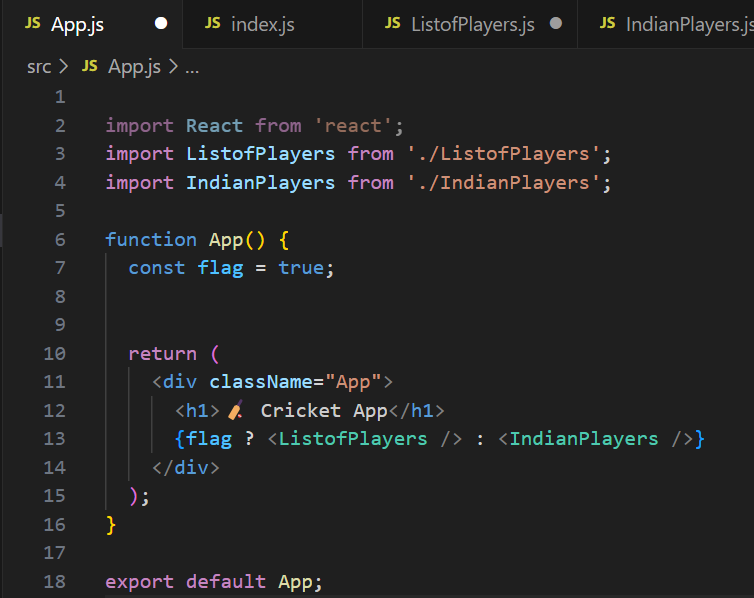 JS App.js JS index.js JS ListofPlayers.js JS IndianPlayers.js
src > JS App.js > ...
1
2 import React from 'react';
3 import ListofPlayers from './ListofPlayers';
4 import IndianPlayers from './IndianPlayers';
5
6 function App() {
7 const flag = true;
8
9
10 return (
11 <div className="App">
12 <h1>🏏 Cricket App</h1>
13 {flag ? <ListofPlayers /> : <IndianPlayers />}
14 </div>
15 );
16 }
17
18 export default App;